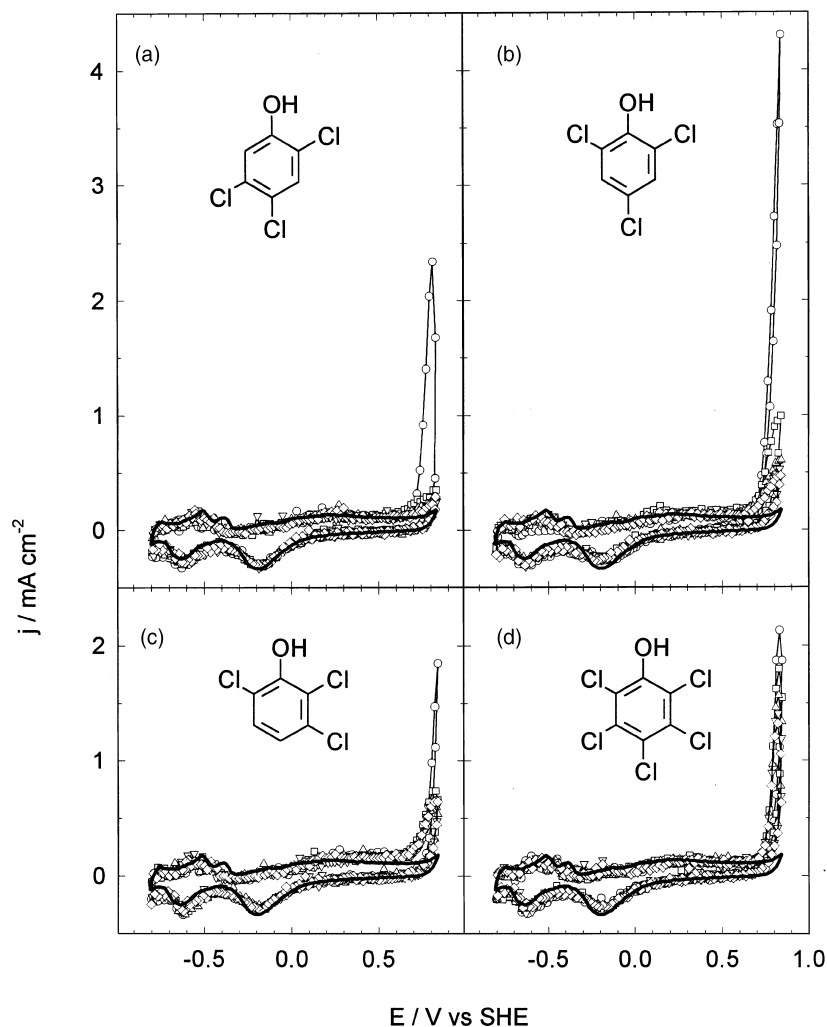 (a)
(b)
4
3
2
1
0
OH
Cl
Cl
Cl
OH
Cl
Cl
Cl
j / mA cm⁻²
(c)
(d)
2
1
0
OH
Cl
Cl
Cl
OH
Cl
Cl
Cl
Cl
Cl
-0.5
0.0
0.5
-0.5
0.0
0.5
1.0
E / V vs SHE